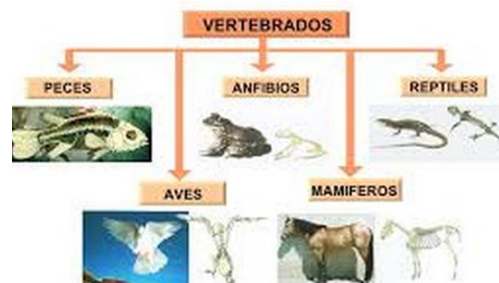 VERTEBRADOS
PECES
ANFIBIOS
REPTILES
AVES
MAMIFEROS